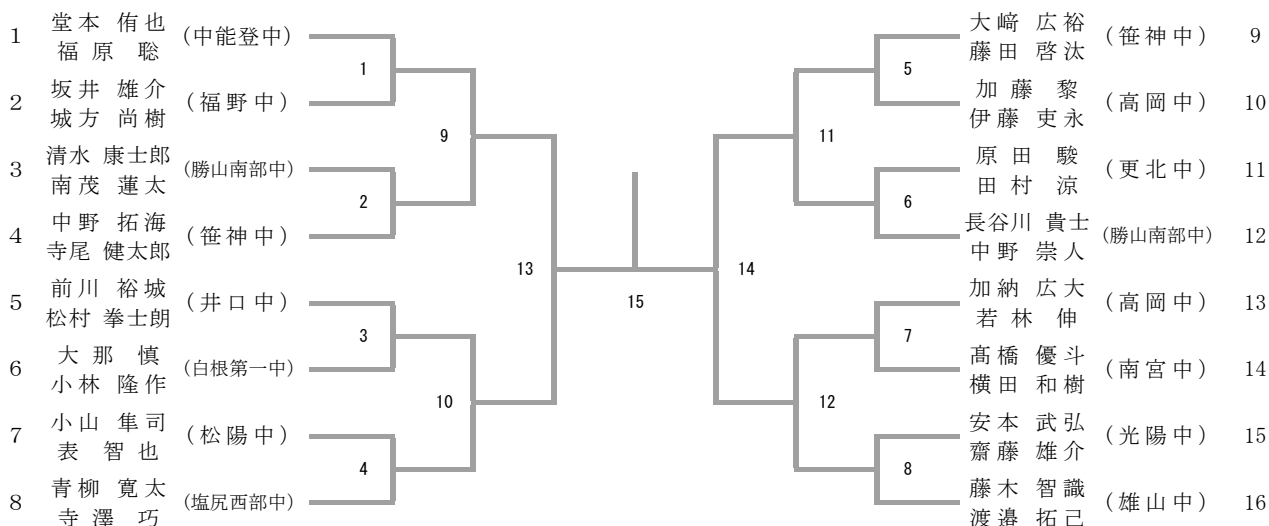 1 堂本 侑也 (中能登中)
福原 聡
2 坂井 雄介 (福野中)
城方 尚樹
3 清水 康士郎 (勝山南部中)
南茂 蓮太
4 中野 拓海 (笹神中)
寺尾 健太郎
5 前川 裕城 (井口中)
松村 拳士朗
6 大那 慎 (白根第一中)
小林 隆作
7 小山 隼司 (松陽中)
表 智也
8 青柳 寛太 (塩尻西部中)
寺澤 巧
1
2
3
4
9
10
13
15
14
11
12
5
6
7
8
大﨑 広裕 (笹神中) 9
藤田 啓汰
加藤 黎 (高岡中) 10
伊藤 吏永
原田 駿 (更北中) 11
田村 涼
長谷川 貴士 (勝山南部中) 12
中野 崇人
加納 広大 (高岡中) 13
若林 伸
髙橋 優斗 (南宮中) 14
横田 和樹
安本 武弘 (光陽中) 15
齋藤 雄介
藤木 智識 (雄山中) 16
渡邉 拓己